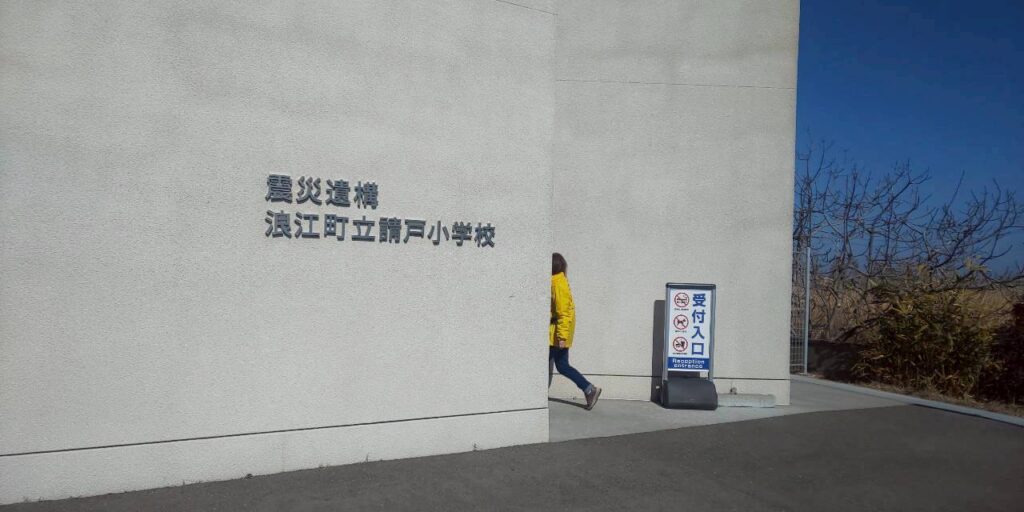 震災遺構
浪江町立請戸小学校
受付入口
Reception
entrance